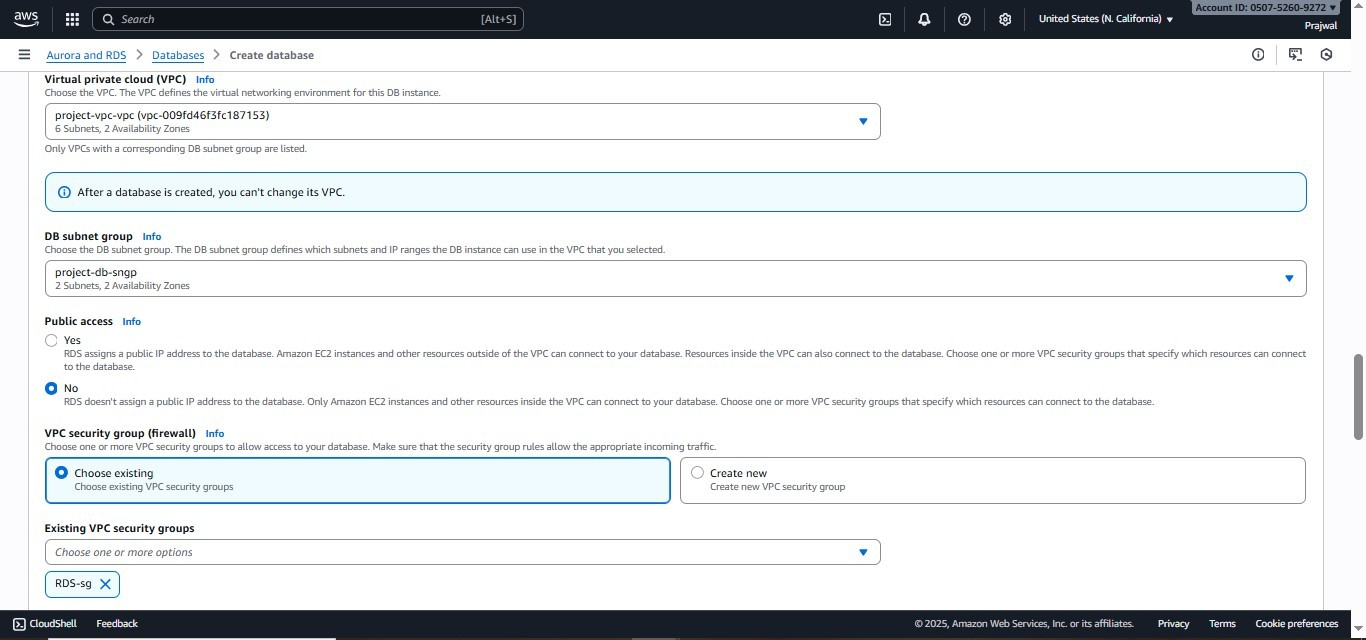 aws
Search
[Alt+S]
United States (N. California)
Account ID: 0507-5260-9272
Prajwal
Aurora and RDS
Databases
Create database
Virtual private cloud (VPC) Info
Choose the VPC. The VPC defines the virtual networking environment for this DB instance.
project-vpc-vpc (vpc-009fd46f3fc187153)
6 Subnets, 2 Availability Zones
Only VPCs with a corresponding DB subnet group are listed.
After a database is created, you can't change its VPC.
DB subnet group Info
Choose the DB subnet group. The DB subnet group defines which subnets and IP ranges the DB instance can use in the VPC that you selected.
project-db-sngp
2 Subnets, 2 Availability Zones
Public access Info
Yes
RDS assigns a public IP address to the database. Amazon EC2 instances and other resources outside of the VPC can connect to your database. Resources inside the VPC can also connect to the database. Choose one or more VPC security groups that specify which resources can connect
to the database.
No
RDS doesn't assign a public IP address to the database. Only Amazon EC2 instances and other resources inside the VPC can connect to your database. Choose one or more VPC security groups that specify which resources can connect to the database.
VPC security group (firewall) Info
Choose one or more VPC security groups to allow access to your database. Make sure that the security group rules allow the appropriate incoming traffic.
Choose existing
Choose existing VPC security groups
Create new
Create new VPC security group
Existing VPC security groups
Choose one or more options
RDS-sg
CloudShell
Feedback
© 2025, Amazon Web Services, Inc. or its affiliates.
Privacy
Terms
Cookie preferences